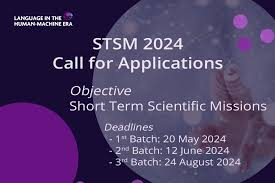 LANGUAGE IN THE
HUMAN-MACHINE ERA
STSM 2024
Call for Applications
Objective
Short Term Scientific Missions
Deadlines
- 1st Batch: 20 May 2024
- 2nd Batch: 12 June 2024
- 3rd Batch: 24 August 2024